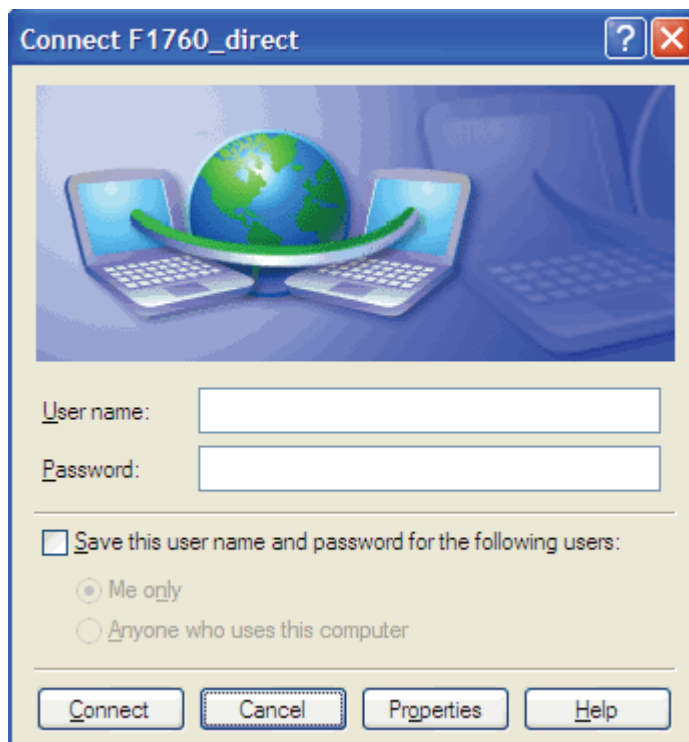 Connect F1760_direct
User name:
Password:
Save this user name and password for the following users:
Me only
Anyone who uses this computer
Connect Cancel Properties Help